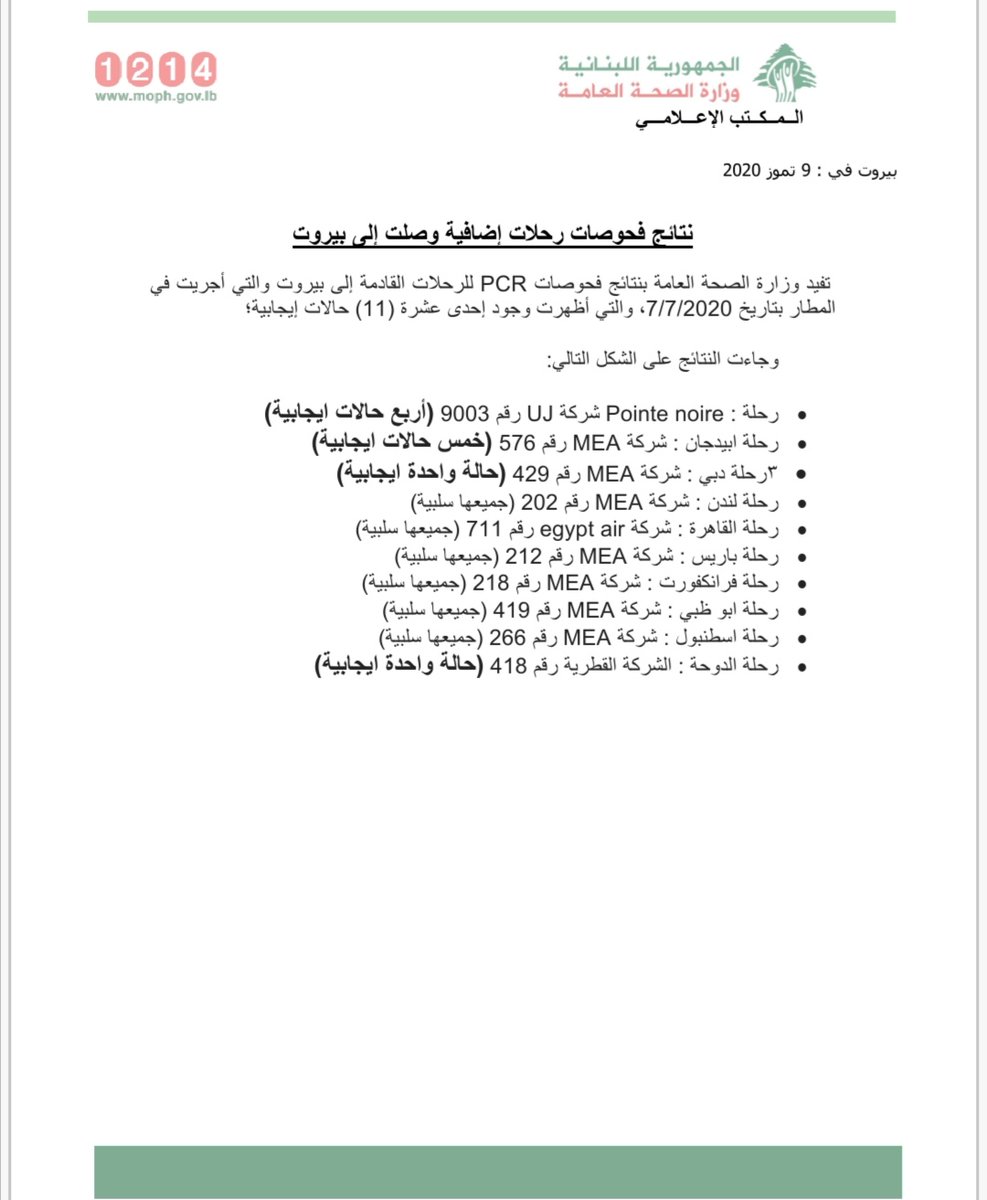 1214
www.moph.gov.lb
الجمهورية اللبنانية
وزارة الصحة العامة
المكتب الإعلامي
بيروت في : 9 تموز 2020
نتائج فحوصات رحلات إضافية وصلت إلى بيروت
تفيد وزارة الصحة العامة بنتائج فحوصات PCR للرحلات القادمة إلى بيروت والتي أجريت في
المطار بتاريخ 7/7/2020، والتي أظهرت وجود إحدى عشرة (11) حالات إيجابية؛
وجاءت النتائج على الشكل التالي:
• رحلة : Pointe noire شركة UJ رقم 9003 (أربع حالات ايجابية)
• رحلة ابيدجان : شركة MEA رقم 576 (خمس حالات ايجابية)
• ٣رحلة دبي : شركة MEA رقم 429 (حالة واحدة ايجابية)
• رحلة لندن : شركة MEA رقم 202 (جميعها سلبية)
• رحلة القاهرة : شركة egypt air رقم 711 (جميعها سلبية)
• رحلة باريس : شركة MEA رقم 212 (جميعها سلبية)
• رحلة فرانكفورت : شركة MEA رقم 218 (جميعها سلبية)
• رحلة ابو ظبي : شركة MEA رقم 419 (جميعها سلبية)
• رحلة اسطنبول : شركة MEA رقم 266 (جميعها سلبية)
• رحلة الدوحة : الشركة القطرية رقم 418 (حالة واحدة ايجابية)